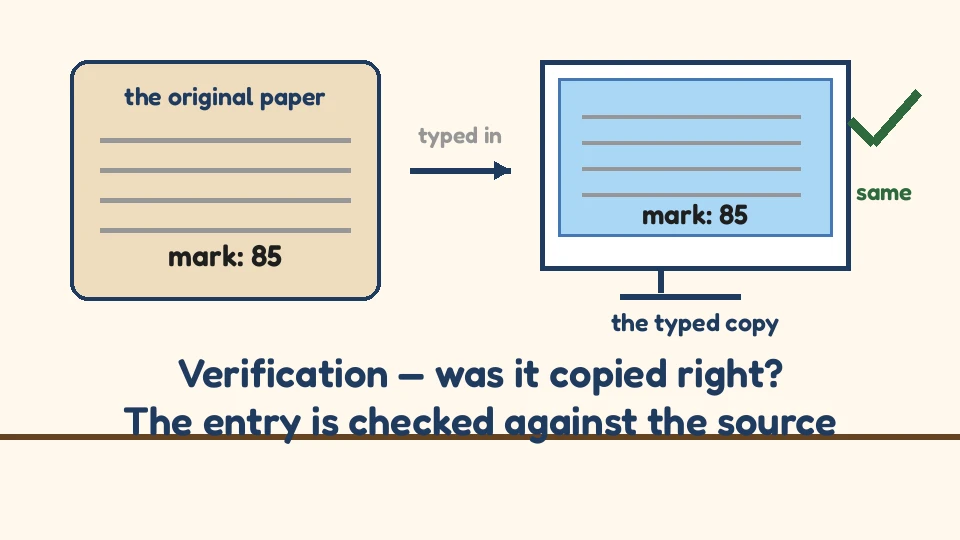 the original paper
mark: 85
typed in
mark: 85
same
the typed copy
Verification — was it copied right?
The entry is checked against the source